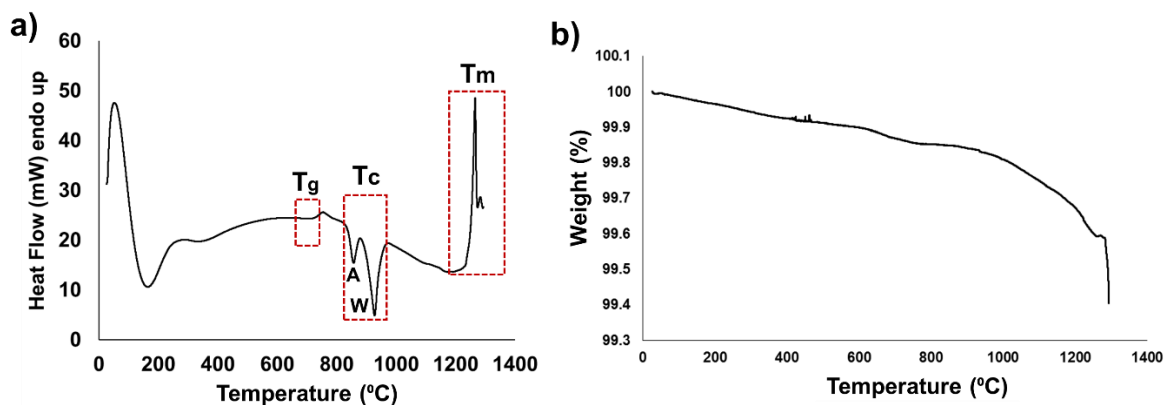 a)
Heat Flow (mW) endo up
60
50
40
30
20
10
0
Tg
Tc
Tm
A
W
0 200 400 600 800 1000 1200 1400
Temperature (ºC)
b)
Weight (%)
100.1
100
99.9
99.8
99.7
99.6
99.5
99.4
99.3
0 200 400 600 800 1000 1200 1400
Temperature (ºC)